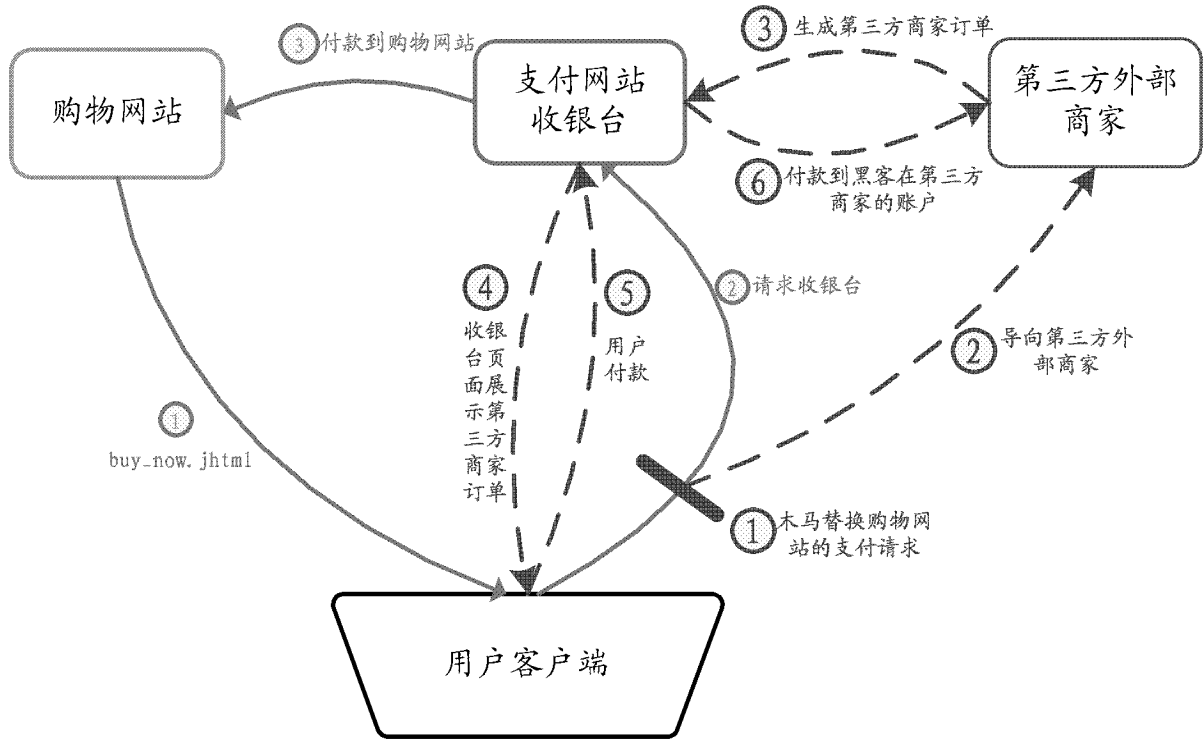 ③付款到购物网站
③生成第三方商家订单
购物网站
支付网站
收银台
第三方外部
商家
⑥付款到黑客在第三方
商家的账户
④
收银
台页
面展
示第
三方
商家
订单
⑤
用户
付款
②请求收银台
②导向第三方外
部商家
①
buy_now.jhtml
①木马替换购物网
站的支付请求
用户客户端